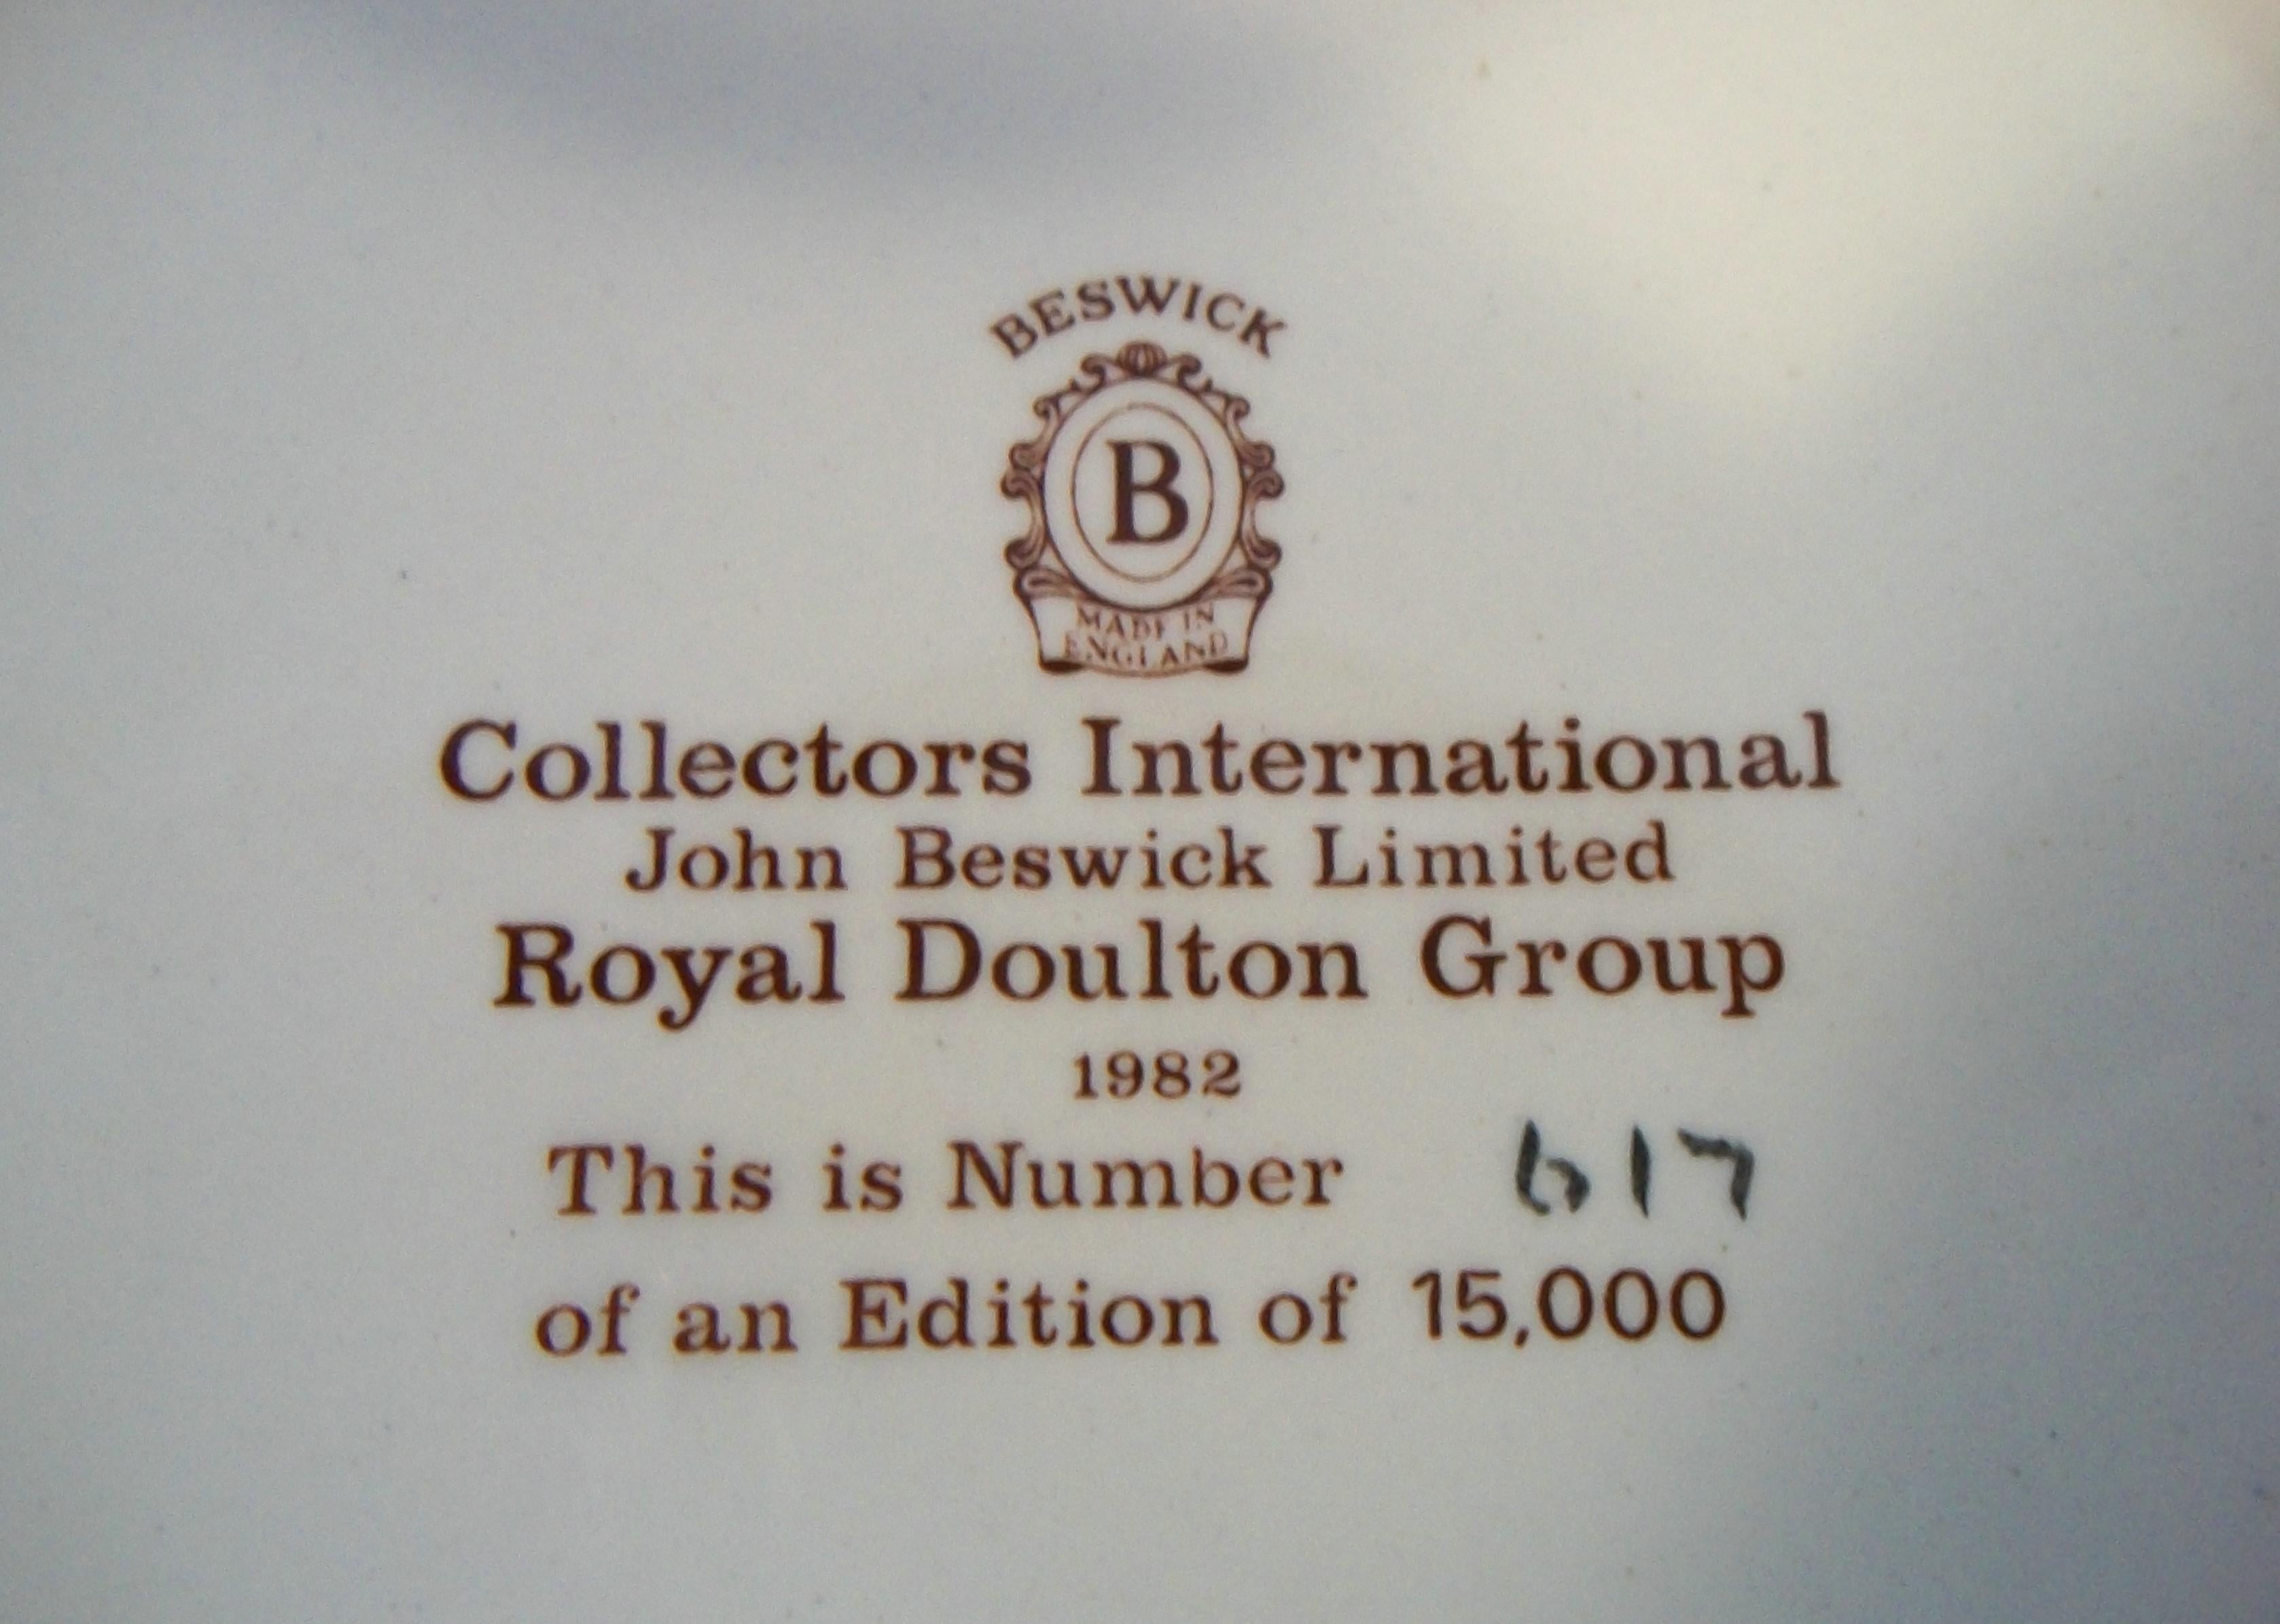 BESWICK
B
MADE IN
ENGLAND
Collectors International
John Beswick Limited
Royal Doulton Group
1982
This is Number 617
of an Edition of 15,000